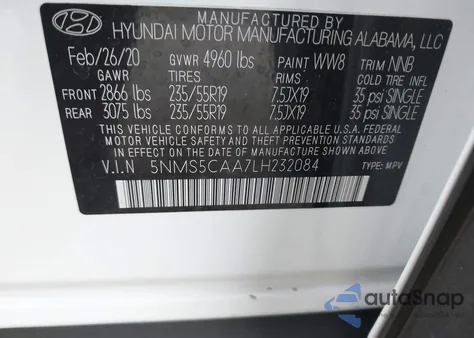 MANUFACTURED BY
HYUNDAI MOTOR MANUFACTURING ALABAMA, LLC
Feb/26/20 GVWR 4960 lbs PAINT WW8 TRIM NNB
GAWR TIRES RIMS COLD TIRE INFL
FRONT 2866 lbs 235/55R19 7.5JX19 35 psi SINGLE
REAR 3075 lbs 235/55R19 7.5JX19 35 psi SINGLE
THIS VEHICLE CONFORMS TO ALL APPLICABLE U.S. FEDERAL
MOTOR VEHICLE SAFETY AND THEFT PREVENTION STANDARDS
IN EFFECT ON THE DATE OF MANUFACTURE SHOWN ABOVE.
V.I.N 5NMS5CAA7LH232084 TYPE: MPV
autoSnap